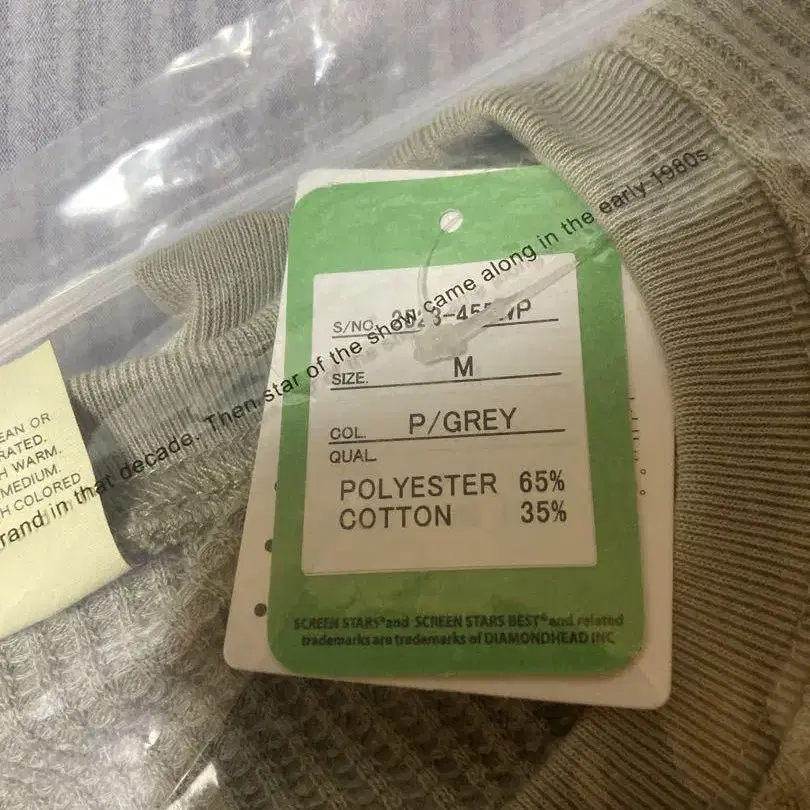 rand in that decade. Then star of the show came along in the early 1980s.
S/NO.
SIZE. M
COL. P/GREY
QUAL.
POLYESTER 65%
COTTON 35%
SCREEN STARS® and SCREEN STARS BEST® and related
trademarks are trademarks of DIAMONDHEAD INC
EAN OR
RATED.
H WARM.
MEDIUM.
H COLORED